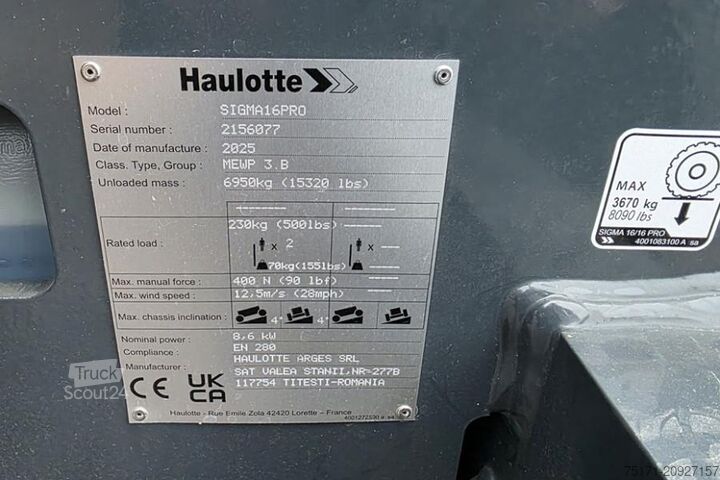 Haulotte
Model : SIGMA16PRO
Serial number : 2156077
Date of manufacture : 2025
Class. Type, Group : MEWP 3.B
Unloaded mass : 6950kg (15320 lbs)
-------- --------
230kg (500lbs) -----
Rated load : x 2 x ---
70kg(155lbs) -----
Max. manual force : 400 N (90 lbf) -----
Max. wind speed : 12,5m/s (28mph) -----
Max. chassis inclination : 4° 4°
Nominal power : 8,6 kW
Compliance : EN 280
Manufacturer : HAULOTTE ARGES SRL
SAT VALEA STANII,NR-277B
117754 TITESTI-ROMANIA
CE UK CA
Haulotte - Rue Emile Zola 42420 Lorette – France
MAX
3670 kg
8090 lbs
SIGMA 16/16 PRO
4001083100 A sa
Truck
Scout24
75171-20927157